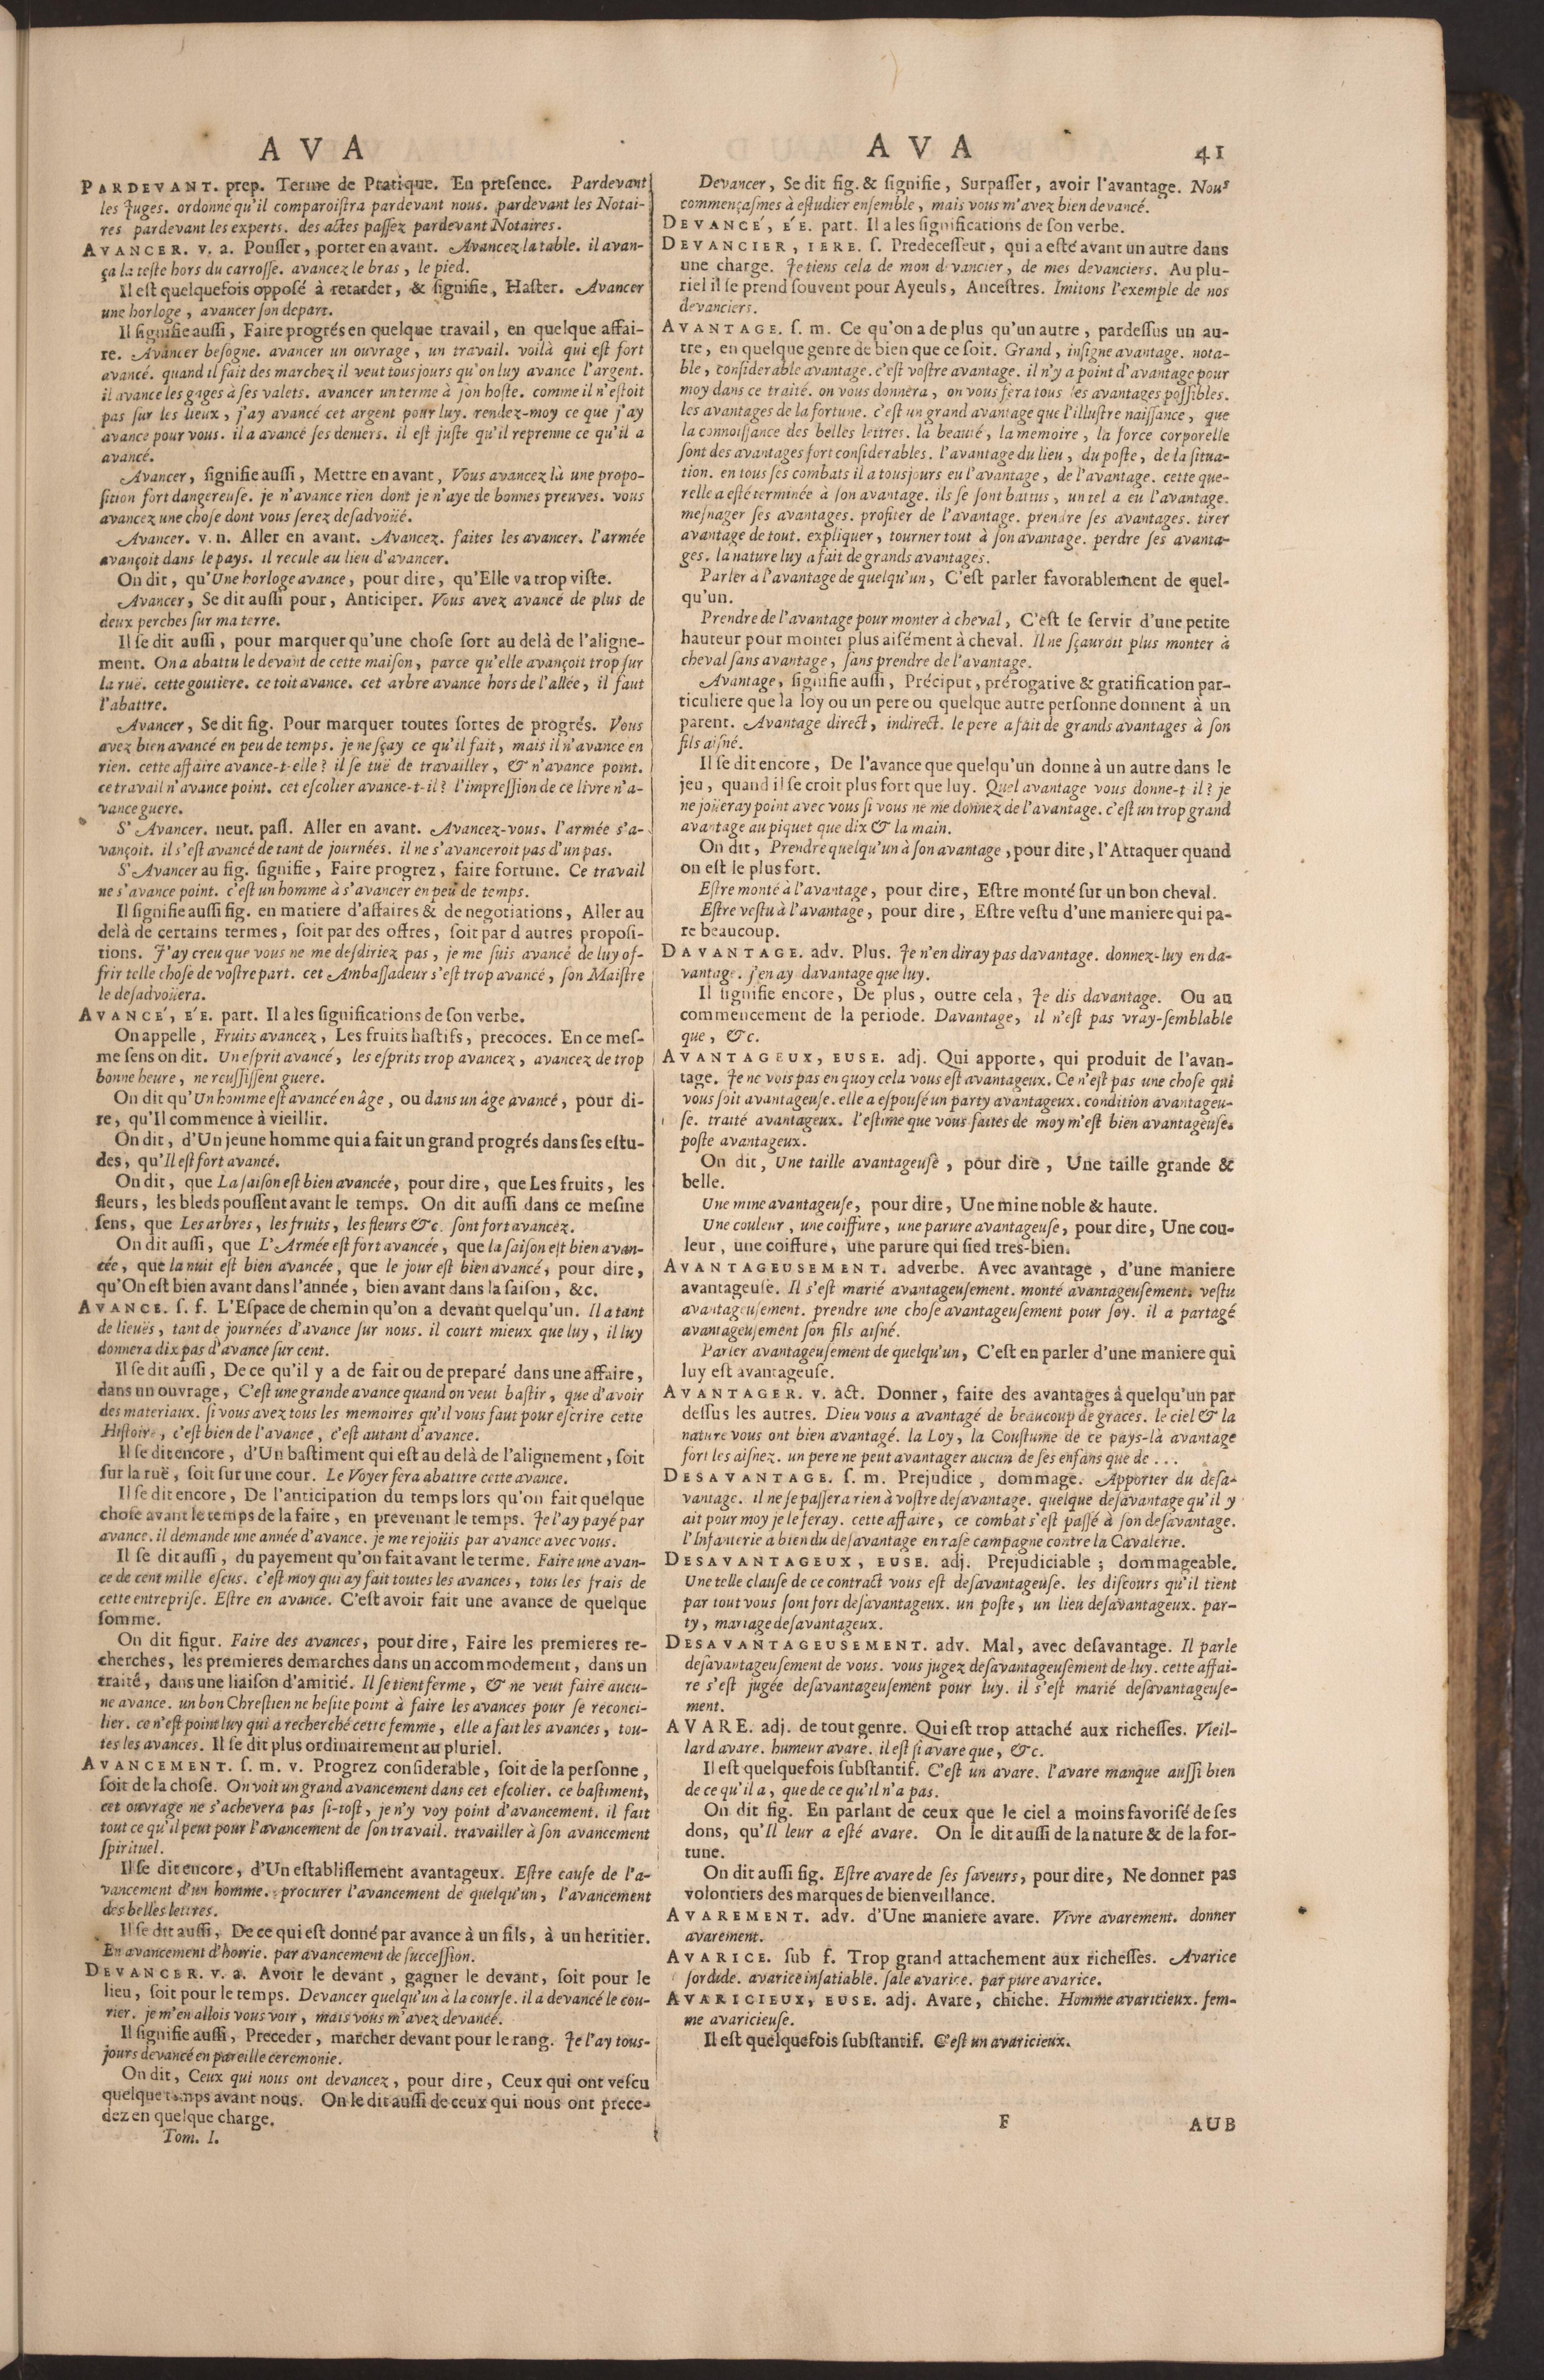 AVA
PARDEVANT. prep. Terme de Pratique. En presence. Pardevant
les Juges. ordonné qu'il comparoiſtra pardevant nous. pardevant les Notai-
res pardevant les experts. des actes paſſez pardevant Notaires.
AVANCER. v. a. Pouſſer, porter en avant. Avancez la table. il avan-
ça la teſte hors du carroſſe. avancez le bras, le pied.
Il eſt quelquefois oppoſé à retarder, & ſignifie, Haſter. Avancer
une horloge, avancer ſon depart.
Il ſignifie auſſi, Faire progrés en quelque travail, en quelque affai-
re. Avancer beſogne. avancer un ouvrage, un travail. voilà qui eſt fort
avancé. quand il fait des marchez il veut tousjours qu'on luy avance l'argent.
il avance les gages à ſes valets. avancer un terme à ſon hoſte. comme il n'eſtoit
pas ſur les lieux, j'ay avancé cet argent pour luy. rendez-moy ce que j'ay
avancé pour vous. il a avancé ſes deniers. il eſt juſte qu'il reprenne ce qu'il a
avancé.
Avancer, ſignifie auſſi, Mettre en avant, Vous avancez là une propo-
ſition fort dangereuſe. je n'avance rien dont je n'aye de bonnes preuves. vous
avancez une choſe dont vous ſerez deſadvoüé.
Avancer. v. n. Aller en avant. Avancez. faites les avancer. l'armée
avançoit dans le pays. il recule au lieu d'avancer.
On dit, qu'Une horloge avance, pour dire, qu'Elle va trop viſte.
Avancer, Se dit auſſi pour, Anticiper. Vous avez avancé de plus de
deux perches ſur ma terre.
Il ſe dit auſſi, pour marquer qu'une choſe ſort au delà de l'aligne-
ment. On a abattu le devant de cette maiſon, parce qu'elle avançoit trop ſur
la ruë. cette goutiere. ce toit avance. cet arbre avance hors de l'allée, il faut
l'abattre.
Avancer, Se dit fig. Pour marquer toutes ſortes de progrés. Vous
avez bien avancé en peu de temps. je ne ſçay ce qu'il fait, mais il n'avance en
rien. cette affaire avance-t-elle? il ſe tuë de travailler, & n'avance point.
ce travail n'avance point. cet eſcolier avance-t-il? l'impreſſion de ce livre n'a-
vance guere.
S'Avancer. neut. paſſ. Aller en avant. Avancez-vous. l'armée s'a-
vançoit. il s'eſt avancé de tant de journées. il ne s'avanceroit pas d'un pas.
S'Avancer au fig. ſignifie, Faire progrez, faire fortune. Ce travail
ne s'avance point. c'eſt un homme à s'avancer en peu de temps.
Il ſignifie auſſi fig. en matiere d'affaires & de negotiations, Aller au
delà de certains termes, ſoit par des offres, ſoit par d autres propoſi-
tions. J'ay creu que vous ne me deſdiriez pas, je me ſuis avancé de luy of-
frir telle choſe de voſtre part. cet Ambaſſadeur s'eſt trop avancé, ſon Maiſtre
le deſadvoüera.
AVANCÉ, ÉE. part. Il a les ſignifications de ſon verbe.
On appelle, Fruits avancez, Les fruits haſtifs, precoces. En ce meſ-
me ſens on dit. Un eſprit avancé, les eſprits trop avancez, avancez de trop
bonne heure, ne reuſſiſſent guere.
On dit qu'Un homme eſt avancé en âge, ou dans un âge avancé, pour di-
re, qu'Il commence à vieillir.
On dit, d'Un jeune homme qui a fait un grand progrés dans ſes eſtu-
des, qu'Il eſt fort avancé.
On dit, que La ſaiſon eſt bien avancée, pour dire, que Les fruits, les
fleurs, les bleds pouſſent avant le temps. On dit auſſi dans ce meſme
ſens, que Les arbres, les fruits, les fleurs &c. ſont fort avancez.
On dit auſſi, que L'Armée eſt fort avancée, que la ſaiſon eſt bien avan-
cée, que la nuit eſt bien avancée, que le jour eſt bien avancé, pour dire,
qu'On eſt bien avant dans l'année, bien avant dans la ſaiſon, &c.
AVANCE. ſ. f. L'Eſpace de chemin qu'on a devant quelqu'un. Il a tant
de lieuës, tant de journées d'avance ſur nous. il court mieux que luy, il luy
donnera dix pas d'avance ſur cent.
Il ſe dit auſſi, De ce qu'il y a de fait ou de preparé dans une affaire,
dans un ouvrage, C'eſt une grande avance quand on veut baſtir, que d'avoir
des materiaux. ſi vous avez tous les memoires qu'il vous faut pour eſcrire cette
Hiſtoire, c'eſt bien de l'avance, c'eſt autant d'avance.
Il ſe dit encore, d'Un baſtiment qui eſt au delà de l'alignement, ſoit
ſur la ruë, ſoit ſur une cour. Le Voyer fera abattre cette avance.
Il ſe dit encore, De l'anticipation du temps lors qu'on fait quelque
choſe avant le temps de la faire, en prevenant le temps. Je l'ay payé par
avance. il demande une année d'avance. je me rejoüis par avance avec vous.
Il ſe dit auſſi, du payement qu'on fait avant le terme. Faire une avan-
ce de cent mille eſcus. c'eſt moy qui ay fait toutes les avances, tous les frais de
cette entrepriſe. Eſtre en avance. C'eſt avoir fait une avance de quelque
ſomme.
On dit figur. Faire des avances, pour dire, Faire les premieres re-
cherches, les premieres demarches dans un accommodement, dans un
traité, dans une liaiſon d'amitié. Il ſe tient ferme, & ne veut faire aucu-
ne avance. un bon Chreſtien ne heſite point à faire les avances pour ſe reconci-
lier. ce n'eſt point luy qui a recherché cette femme, elle a fait les avances, tou-
tes les avances. Il ſe dit plus ordinairement au pluriel.
AVANCEMENT. ſ. m. v. Progrez conſiderable, ſoit de la perſonne,
ſoit de la choſe. On voit un grand avancement dans cet eſcolier. ce baſtiment,
cet ouvrage ne s'achevera pas ſi-toſt, je n'y voy point d'avancement. il fait
tout ce qu'il peut pour l'avancement de ſon travail. travailler à ſon avancement
ſpirituel.
Il ſe dit encore, d'Un eſtabliſſement avantageux. Eſtre cauſe de l'a-
vancement d'un homme. procurer l'avancement de quelqu'un, l'avancement
des belles lettres.
Il ſe dit auſſi, De ce qui eſt donné par avance à un fils, à un heritier.
En avancement d'hoirie. par avancement de ſucceſſion.
DEVANCER. v. a. Avoir le devant, gagner le devant, ſoit pour le
lieu, ſoit pour le temps. Devancer quelqu'un à la courſe. il a devancé le cou-
rier. je m'en allois vous voir, mais vous m'avez devancé.
Il ſignifie auſſi, Preceder, marcher devant pour le rang. Je l'ay tous-
jours devancé en pareille ceremonie.
On dit, Ceux qui nous ont devancez, pour dire, Ceux qui ont veſcu
quelque temps avant nous. On le dit auſſi de ceux qui nous ont prece-
dez en quelque charge.
Tom. I.
AVA
41
Devancer, Se dit fig. & ſignifie, Surpaſſer, avoir l'avantage. Nous
commençaſmes à eſtudier enſemble, mais vous m'avez bien devancé.
DEVANCÉ, ÉE. part. Il a les ſignifications de ſon verbe.
DEVANCIER, IERE. ſ. Predeceſſeur, qui a eſté avant un autre dans
une charge. Je tiens cela de mon devancier, de mes devanciers. Au plu-
riel il ſe prend ſouvent pour Ayeuls, Anceſtres. Imitons l'exemple de nos
devanciers.
AVANTAGE. ſ. m. Ce qu'on a de plus qu'un autre, pardeſſus un au-
tre, en quelque genre de bien que ce ſoit. Grand, inſigne avantage. nota-
ble, conſiderable avantage. c'eſt voſtre avantage. il n'y a point d'avantage pour
moy dans ce traité. on vous donnera, on vous fera tous les avantages poſſibles.
les avantages de la fortune. c'eſt un grand avantage que l'illuſtre naiſſance, que
la connoiſſance des belles lettres. la beauté, la memoire, la force corporelle
ſont des avantages fort conſiderables. l'avantage du lieu, du poſte, de la ſitua-
tion. en tous ſes combats il a tousjours eu l'avantage, de l'avantage. cette que-
relle a eſté terminée à ſon avantage. ils ſe ſont battus, un tel a eu l'avantage.
meſnager ſes avantages. profiter de l'avantage. prendre ſes avantages. tirer
avantage de tout. expliquer, tourner tout à ſon avantage. perdre ſes avanta-
ges. la nature luy a fait de grands avantages.
Parler à l'avantage de quelqu'un, C'eſt parler favorablement de quel-
qu'un.
Prendre de l'avantage pour monter à cheval, C'eſt ſe ſervir d'une petite
hauteur pour monter plus aiſément à cheval. Il ne ſçauroit plus monter à
cheval ſans avantage, ſans prendre de l'avantage.
Avantage, ſignifie auſſi, Préciput, prérogative & gratification par-
ticuliere que la loy ou un pere ou quelque autre perſonne donnent à un
parent. Avantage direct, indirect. le pere a fait de grands avantages à ſon
fils aiſné.
Il ſe dit encore, De l'avance que quelqu'un donne à un autre dans le
jeu, quand il ſe croit plus fort que luy. Quel avantage vous donne-t il? je
ne joüeray point avec vous ſi vous ne me donnez de l'avantage. c'eſt un trop grand
avantage au piquet que dix & la main.
On dit, Prendre quelqu'un à ſon avantage, pour dire, l'Attaquer quand
on eſt le plus fort.
Eſtre monté à l'avantage, pour dire, Eſtre monté ſur un bon cheval.
Eſtre veſtu à l'avantage, pour dire, Eſtre veſtu d'une maniere qui pa-
re beaucoup.
DAVANTAGE. adv. Plus. Je n'en diray pas davantage. donnez-luy en da-
vantage. j'en ay davantage que luy.
Il ſignifie encore, De plus, outre cela, Je dis davantage. Ou au
commencement de la periode. Davantage, il n'eſt pas vray-ſemblable
que, &c.
AVANTAGEUX, EUSE. adj. Qui apporte, qui produit de l'avan-
tage. Je ne vois pas en quoy cela vous eſt avantageux. Ce n'eſt pas une choſe qui
vous ſoit avantageuſe. elle a eſpouſé un party avantageux. condition avantageu-
ſe. traité avantageux. l'eſtime que vous faites de moy m'eſt bien avantageuſe.
poſte avantageux.
On dit, Une taille avantageuſe, pour dire, Une taille grande &
belle.
Une mine avantageuſe, pour dire, Une mine noble & haute.
Une couleur, une coiffure, une parure avantageuſe, pour dire, Une cou-
leur, une coiffure, une parure qui ſied tres-bien.
AVANTAGEUSEMENT. adverbe. Avec avantage, d'une maniere
avantageuſe. Il s'eſt marié avantageuſement. monté avantageuſement. veſtu
avantageuſement. prendre une choſe avantageuſement pour ſoy. il a partagé
avantageuſement ſon fils aiſné.
Parler avantageuſement de quelqu'un, C'eſt en parler d'une maniere qui
luy eſt avantageuſe.
AVANTAGER. v. act. Donner, faire des avantages à quelqu'un par
deſſus les autres. Dieu vous a avantagé de beaucoup de graces. le ciel & la
nature vous ont bien avantagé. la Loy, la Couſtume de ce pays-là avantage
fort les aiſnez. un pere ne peut avantager aucun de ſes enfans que de ...
DESAVANTAGE. ſ. m. Prejudice, dommage. Apporter du deſa-
vantage. il ne ſe paſſera rien à voſtre deſavantage. quelque deſavantage qu'il y
ait pour moy je le feray. cette affaire, ce combat s'eſt paſſé à ſon deſavantage.
l'Infanterie a bien du deſavantage en raſe campagne contre la Cavalerie.
DESAVANTAGEUX, EUSE. adj. Prejudiciable; dommageable.
Une telle clauſe de ce contract vous eſt deſavantageuſe. les diſcours qu'il tient
par tout vous ſont fort deſavantageux. un poſte, un lieu deſavantageux. par-
ty, mariage deſavantageux.
DESAVANTAGEUSEMENT. adv. Mal, avec deſavantage. Il parle
deſavantageuſement de vous. vous jugez deſavantageuſement de luy. cette affai-
re s'eſt jugée deſavantageuſement pour luy. il s'eſt marié deſavantageuſe-
ment.
AVARE. adj. de tout genre. Qui eſt trop attaché aux richeſſes. Vieil-
lard avare. humeur avare. il eſt ſi avare que, &c.
Il eſt quelquefois ſubſtantif. C'eſt un avare. l'avare manque auſſi bien
de ce qu'il a, que de ce qu'il n'a pas.
On dit fig. En parlant de ceux que le ciel a moins favoriſé de ſes
dons, qu'Il leur a eſté avare. On le dit auſſi de la nature & de la for-
tune.
On dit auſſi fig. Eſtre avare de ſes faveurs, pour dire, Ne donner pas
volontiers des marques de bienveillance.
AVAREMENT. adv. d'Une maniere avare. Vivre avarement. donner
avarement.
AVARICE. ſub f. Trop grand attachement aux richeſſes. Avarice
ſordide. avarice inſatiable. ſale avarice. par pure avarice.
AVARICIEUX, EUSE. adj. Avare, chiche. Homme avaricieux. fem-
me avaricieuſe.
Il eſt quelquefois ſubſtantif. C'eſt un avaricieux.
F
AUB